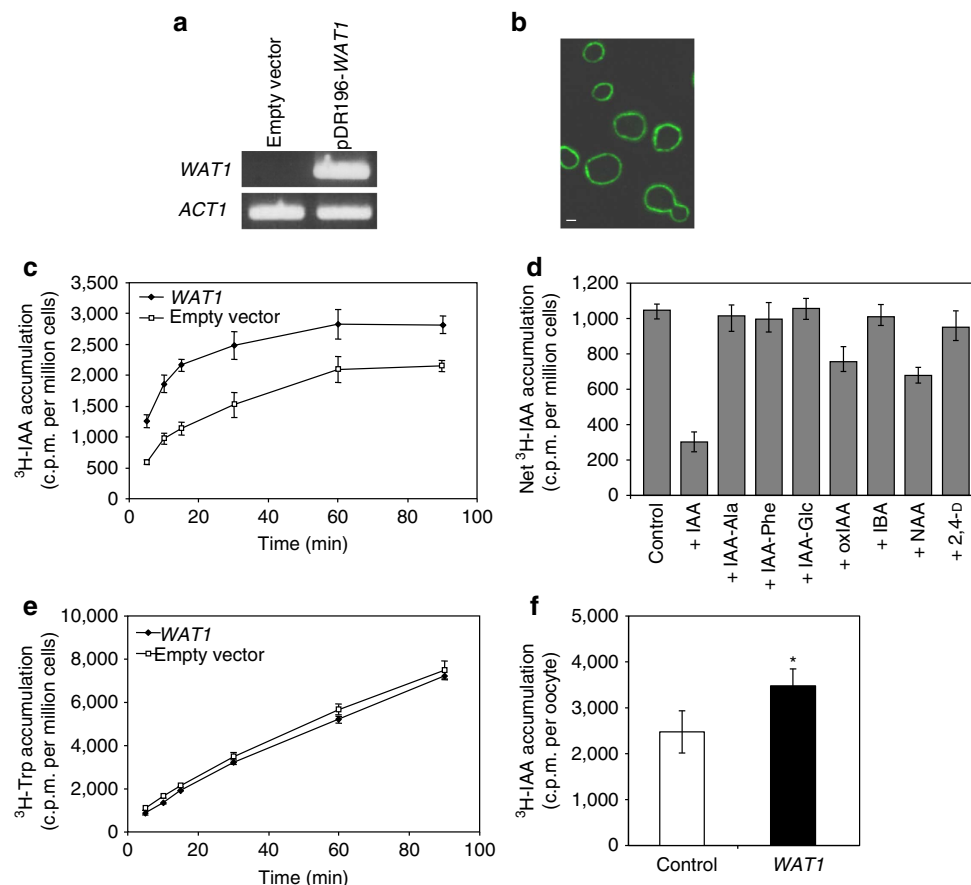 a
Empty vector
pDR196-WAT1
WAT1
ACT1
b
c
3,500
3,000
2,500
2,000
1,500
1,000
500
0
0
20
40
60
80
100
WAT1
Empty vector
³H-IAA accumulation
(c.p.m. per million cells)
Time (min)
d
1,200
1,000
800
600
400
200
0
Net ³H-IAA accumulation
(c.p.m. per million cells)
Control
+ IAA
+ IAA-Ala
+ IAA-Phe
+ IAA-Glc
+ oxIAA
+ IBA
+ NAA
+ 2,4-D
e
10,000
8,000
6,000
4,000
2,000
0
0
20
40
60
80
100
WAT1
Empty vector
³H-Trp accumulation
(c.p.m. per million cells)
Time (min)
f
5,000
4,000
3,000
2,000
1,000
0
*
³H-IAA accumulation
(c.p.m. per oocyte)
Control
WAT1